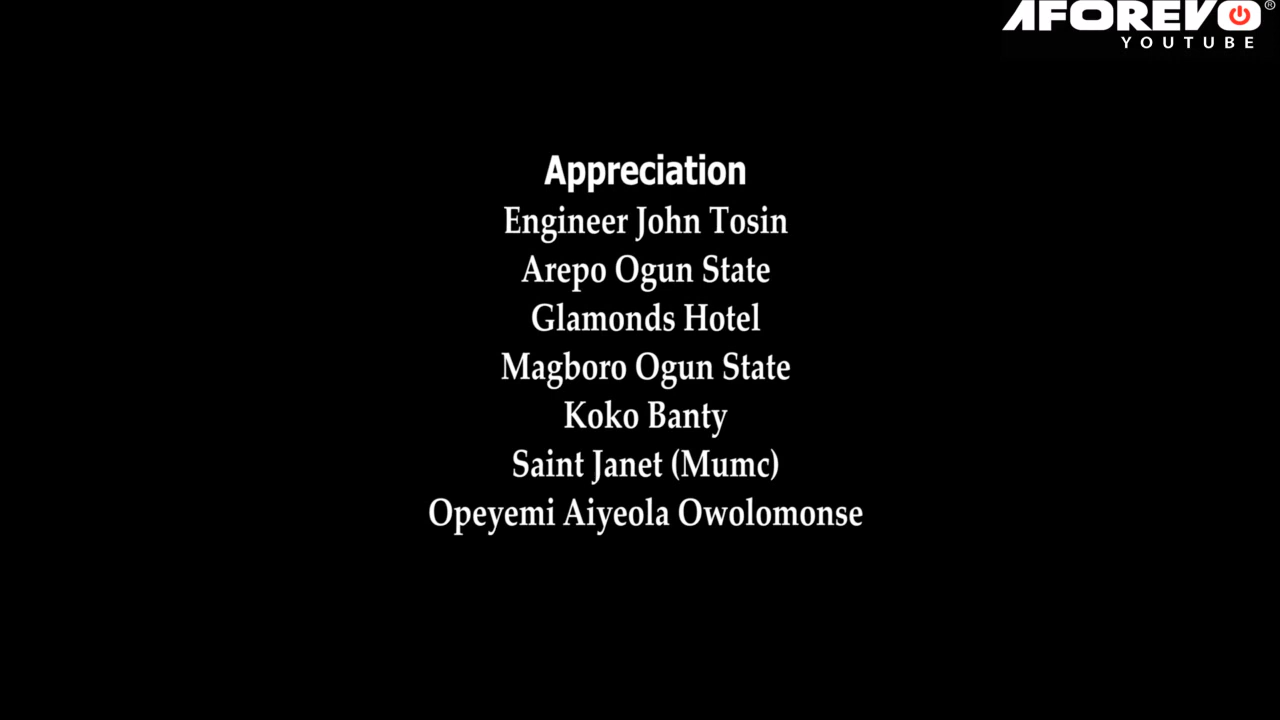 AFOREVO®
YOUTUBE
Appreciation
Engineer John Tosin
Arepo Ogun State
Glamonds Hotel
Magboro Ogun State
Koko Banty
Saint Janet (Mumc)
Opeyemi Aiyeola Owolomonse